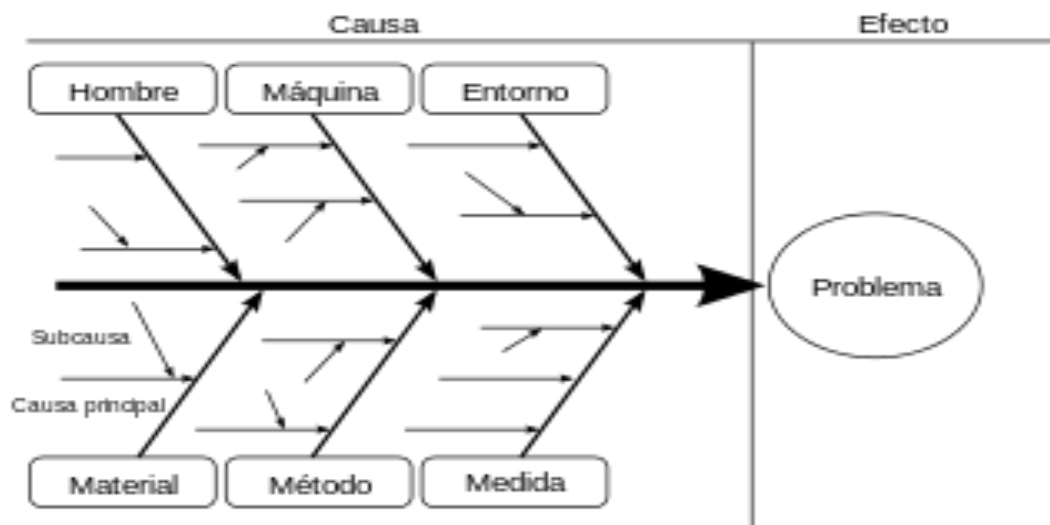 Causa
Efecto
Hombre
Máquina
Entorno
Problema
Subcausa
Causa principal
Material
Método
Medida